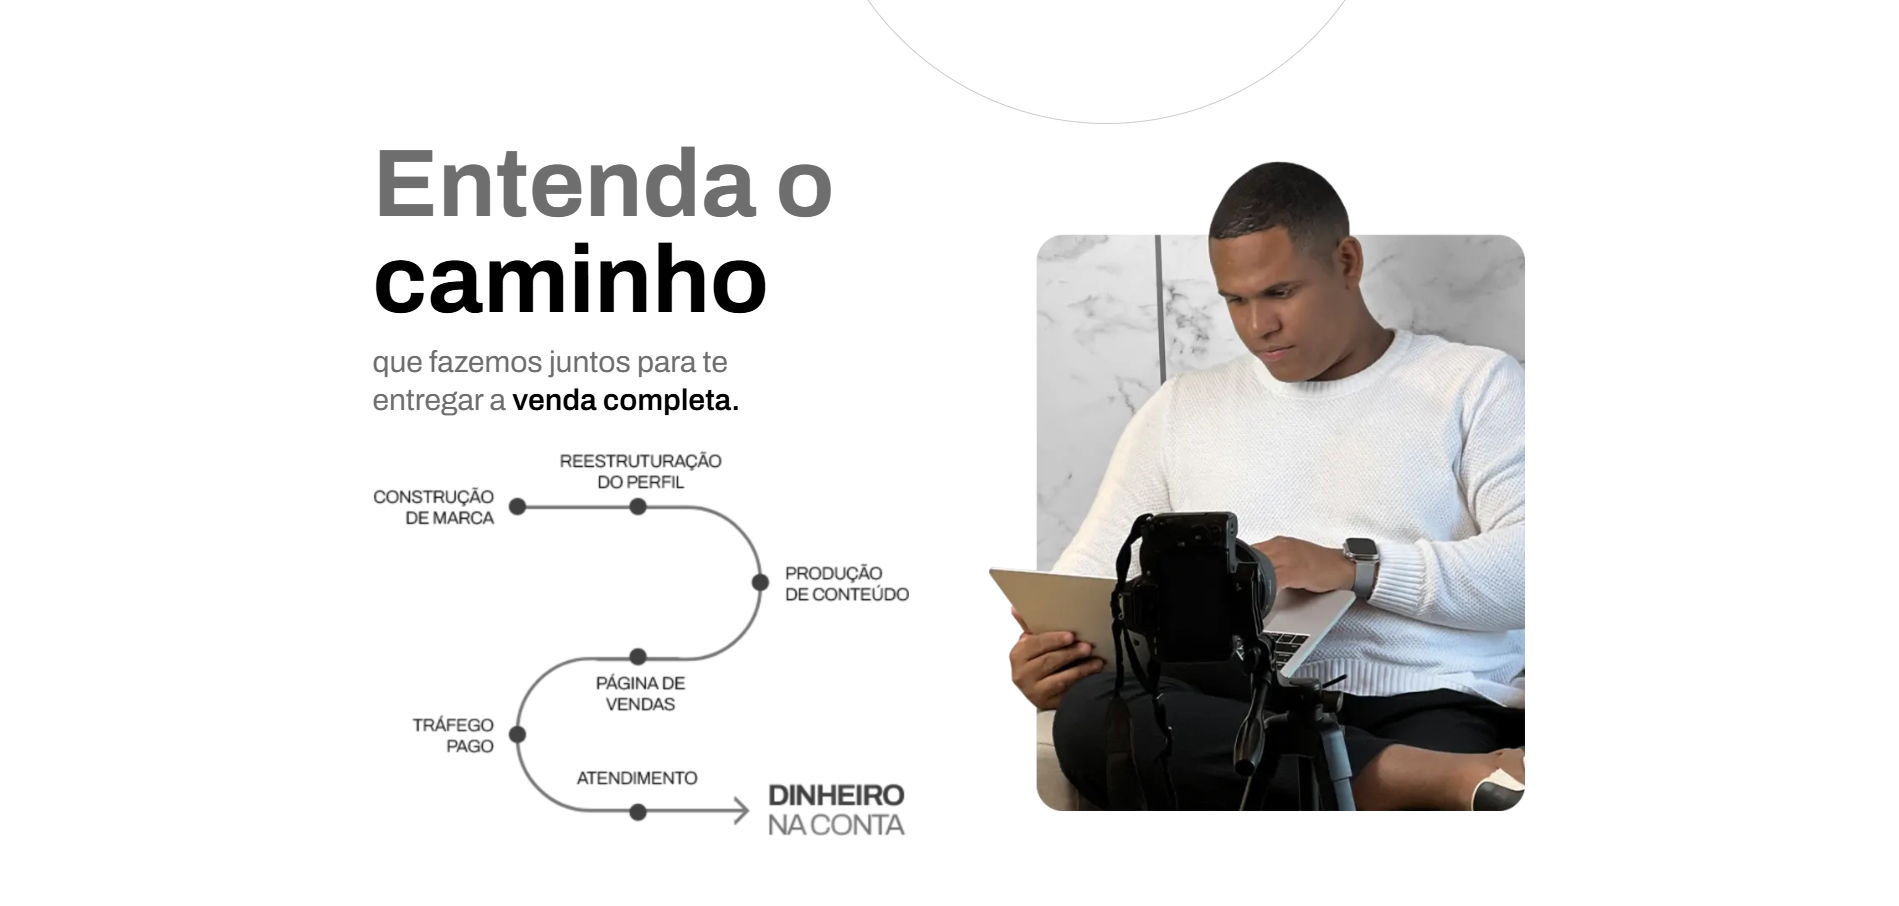 Entenda o
caminho
que fazemos juntos para te
entregar a venda completa.
REESTRUTURAÇÃO
DO PERFIL
CONSTRUÇÃO
DE MARCA
PRODUÇÃO
DE CONTEÚDO
PÁGINA DE
VENDAS
TRÁFEGO
PAGO
ATENDIMENTO
DINHEIRO
NA CONTA